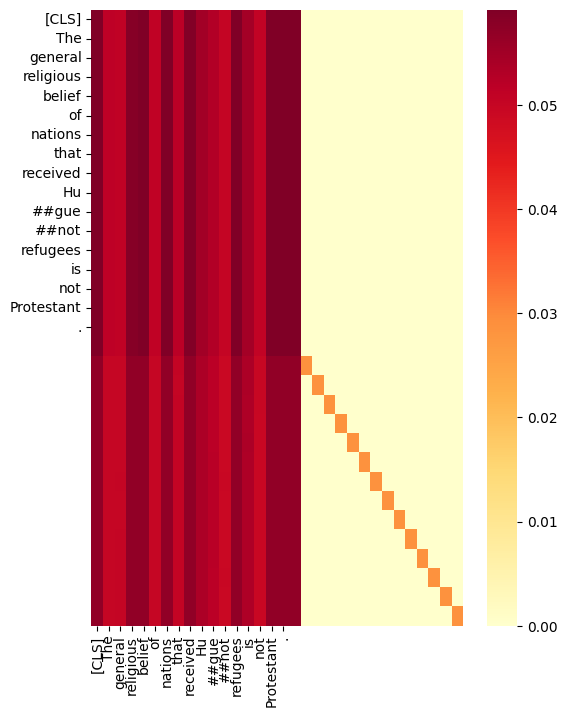 [CLS]
The
general
religious
belief
of
nations
that
received
Hu
##gue
##not
refugees
is
not
Protestant
.
0.05
0.04
0.03
0.02
0.01
0.00
[CLS]
The
general
religious
belief
of
nations
that
received
Hu
##gue
##not
refugees
is
not
Protestant
.